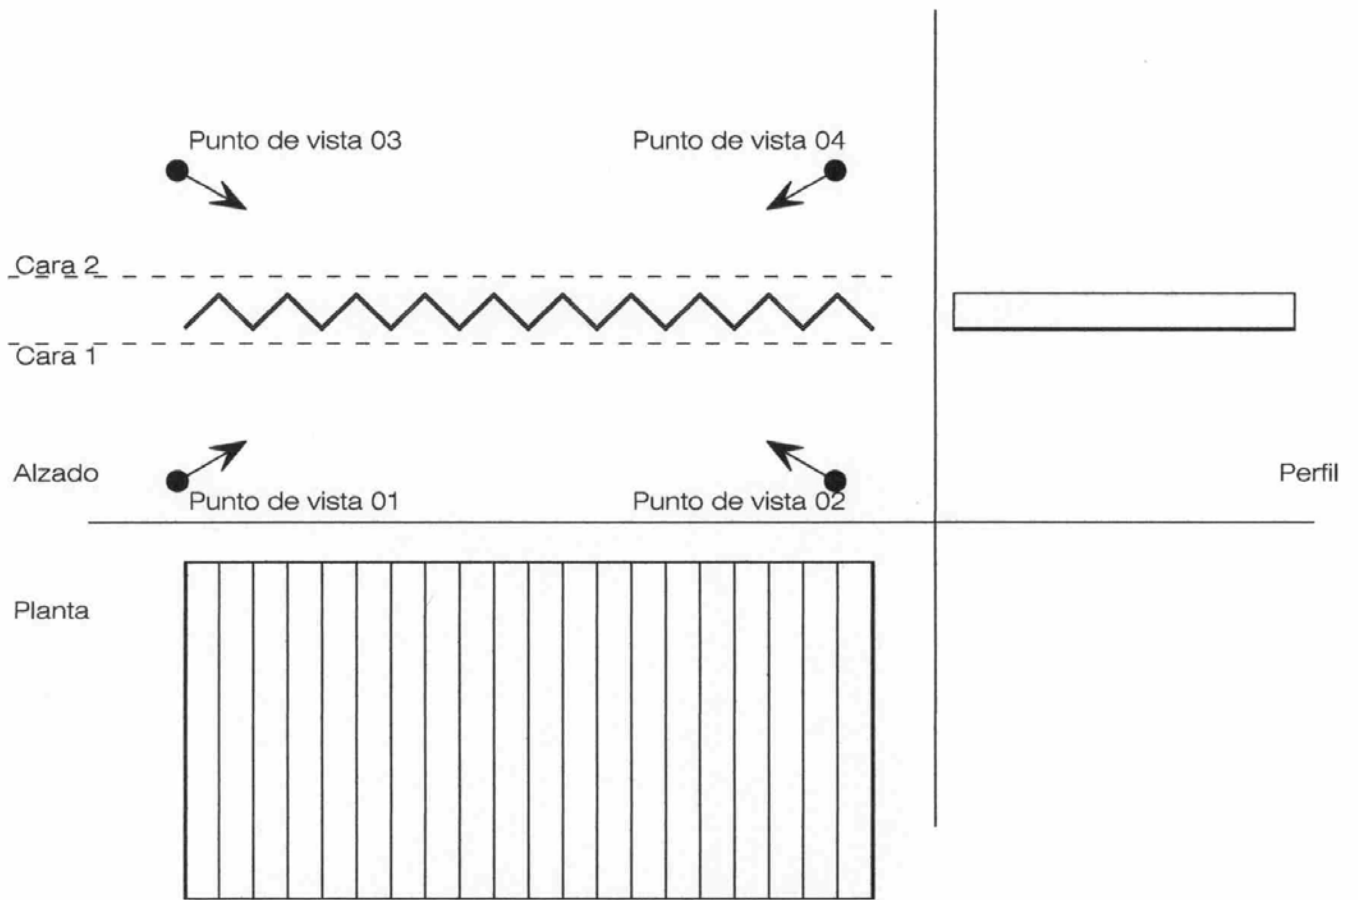 Punto de vista 03
Punto de vista 04
Cara 2
Cara 1
Alzado
Perfil
Punto de vista 01
Punto de vista 02
Planta